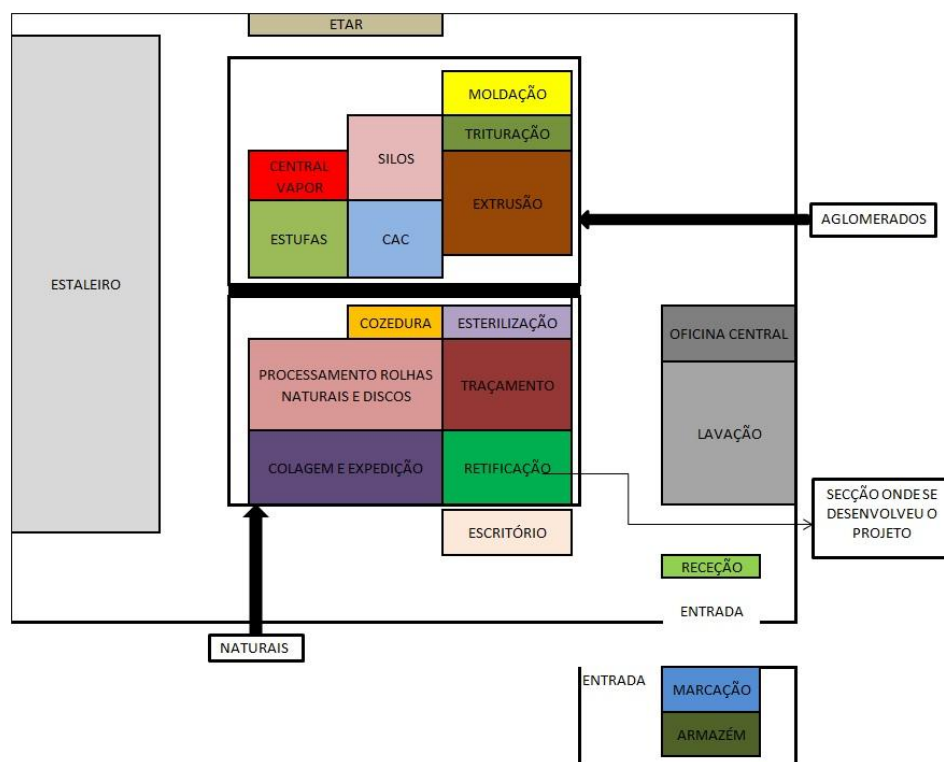 ETAR
MOLDAÇÃO
TRITURAÇÃO
SILOS
CENTRAL
VAPOR
EXTRUSÃO
AGLOMERADOS
ESTUFAS
CAC
ESTALEIRO
COZEDURA
ESTERILIZAÇÃO
OFICINA CENTRAL
PROCESSAMENTO ROLHAS
NATURAIS E DISCOS
TRAÇAMENTO
LAVAÇÃO
COLAGEM E EXPEDIÇÃO
RETIFICAÇÃO
SECÇÃO ONDE SE
DESENVOLVEU O
PROJETO
ESCRITÓRIO
RECEÇÃO
ENTRADA
NATURAIS
ENTRADA
MARCAÇÃO
ARMAZÉM